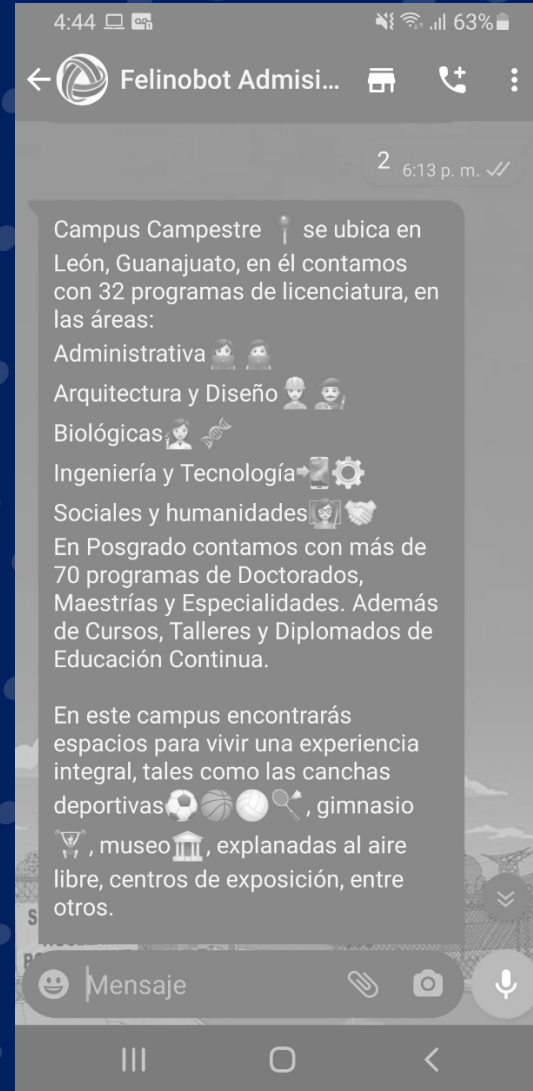 4:44 63%
Felinobot Admisi...
2 6:13 p. m.
Campus Campestre 📍 se ubica en
León, Guanajuato, en él contamos
con 32 programas de licenciatura, en
las áreas:
Administrativa
Arquitectura y Diseño
Biológicas
Ingeniería y Tecnología
Sociales y humanidades
En Posgrado contamos con más de
70 programas de Doctorados,
Maestrías y Especialidades. Además
de Cursos, Talleres y Diplomados de
Educación Continua.
En este campus encontrarás
espacios para vivir una experiencia
integral, tales como las canchas
deportivas⚽🏀🏐🏸, gimnasio
🏋, museo🏛, explanadas al aire
libre, centros de exposición, entre
otros.
Mensaje